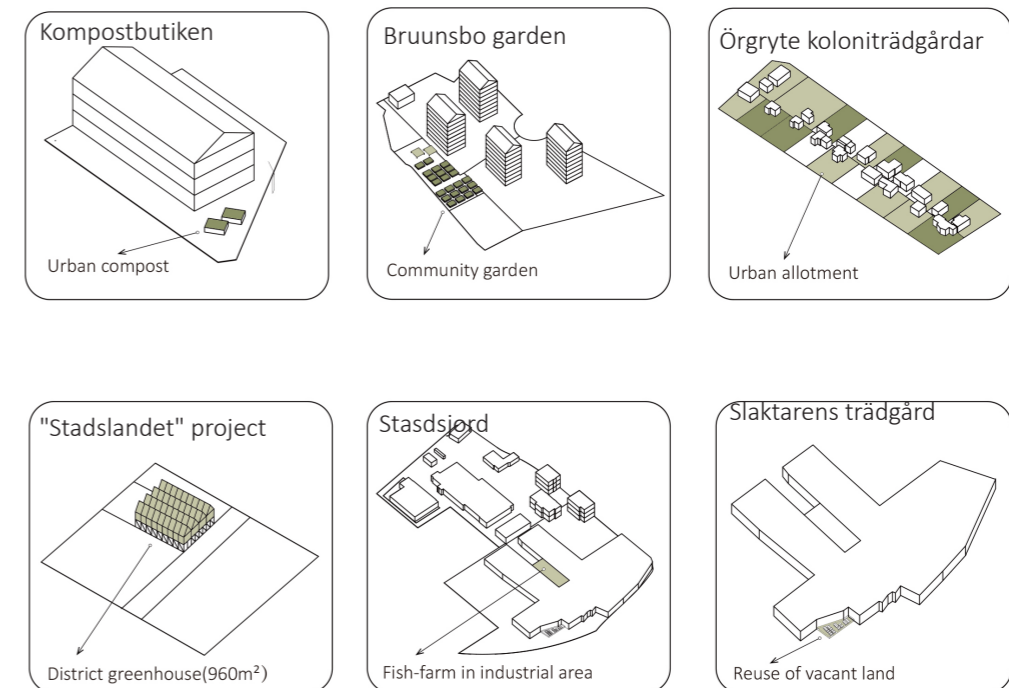 Kompostbutiken
Urban compost
Bruunsbo garden
Community garden
Örgryte koloniträdgårdar
Urban allotment
"Stadslandet" project
District greenhouse(960m²)
Stasdsjord
Fish-farm in industrial area
Slaktarens trädgård
Reuse of vacant land